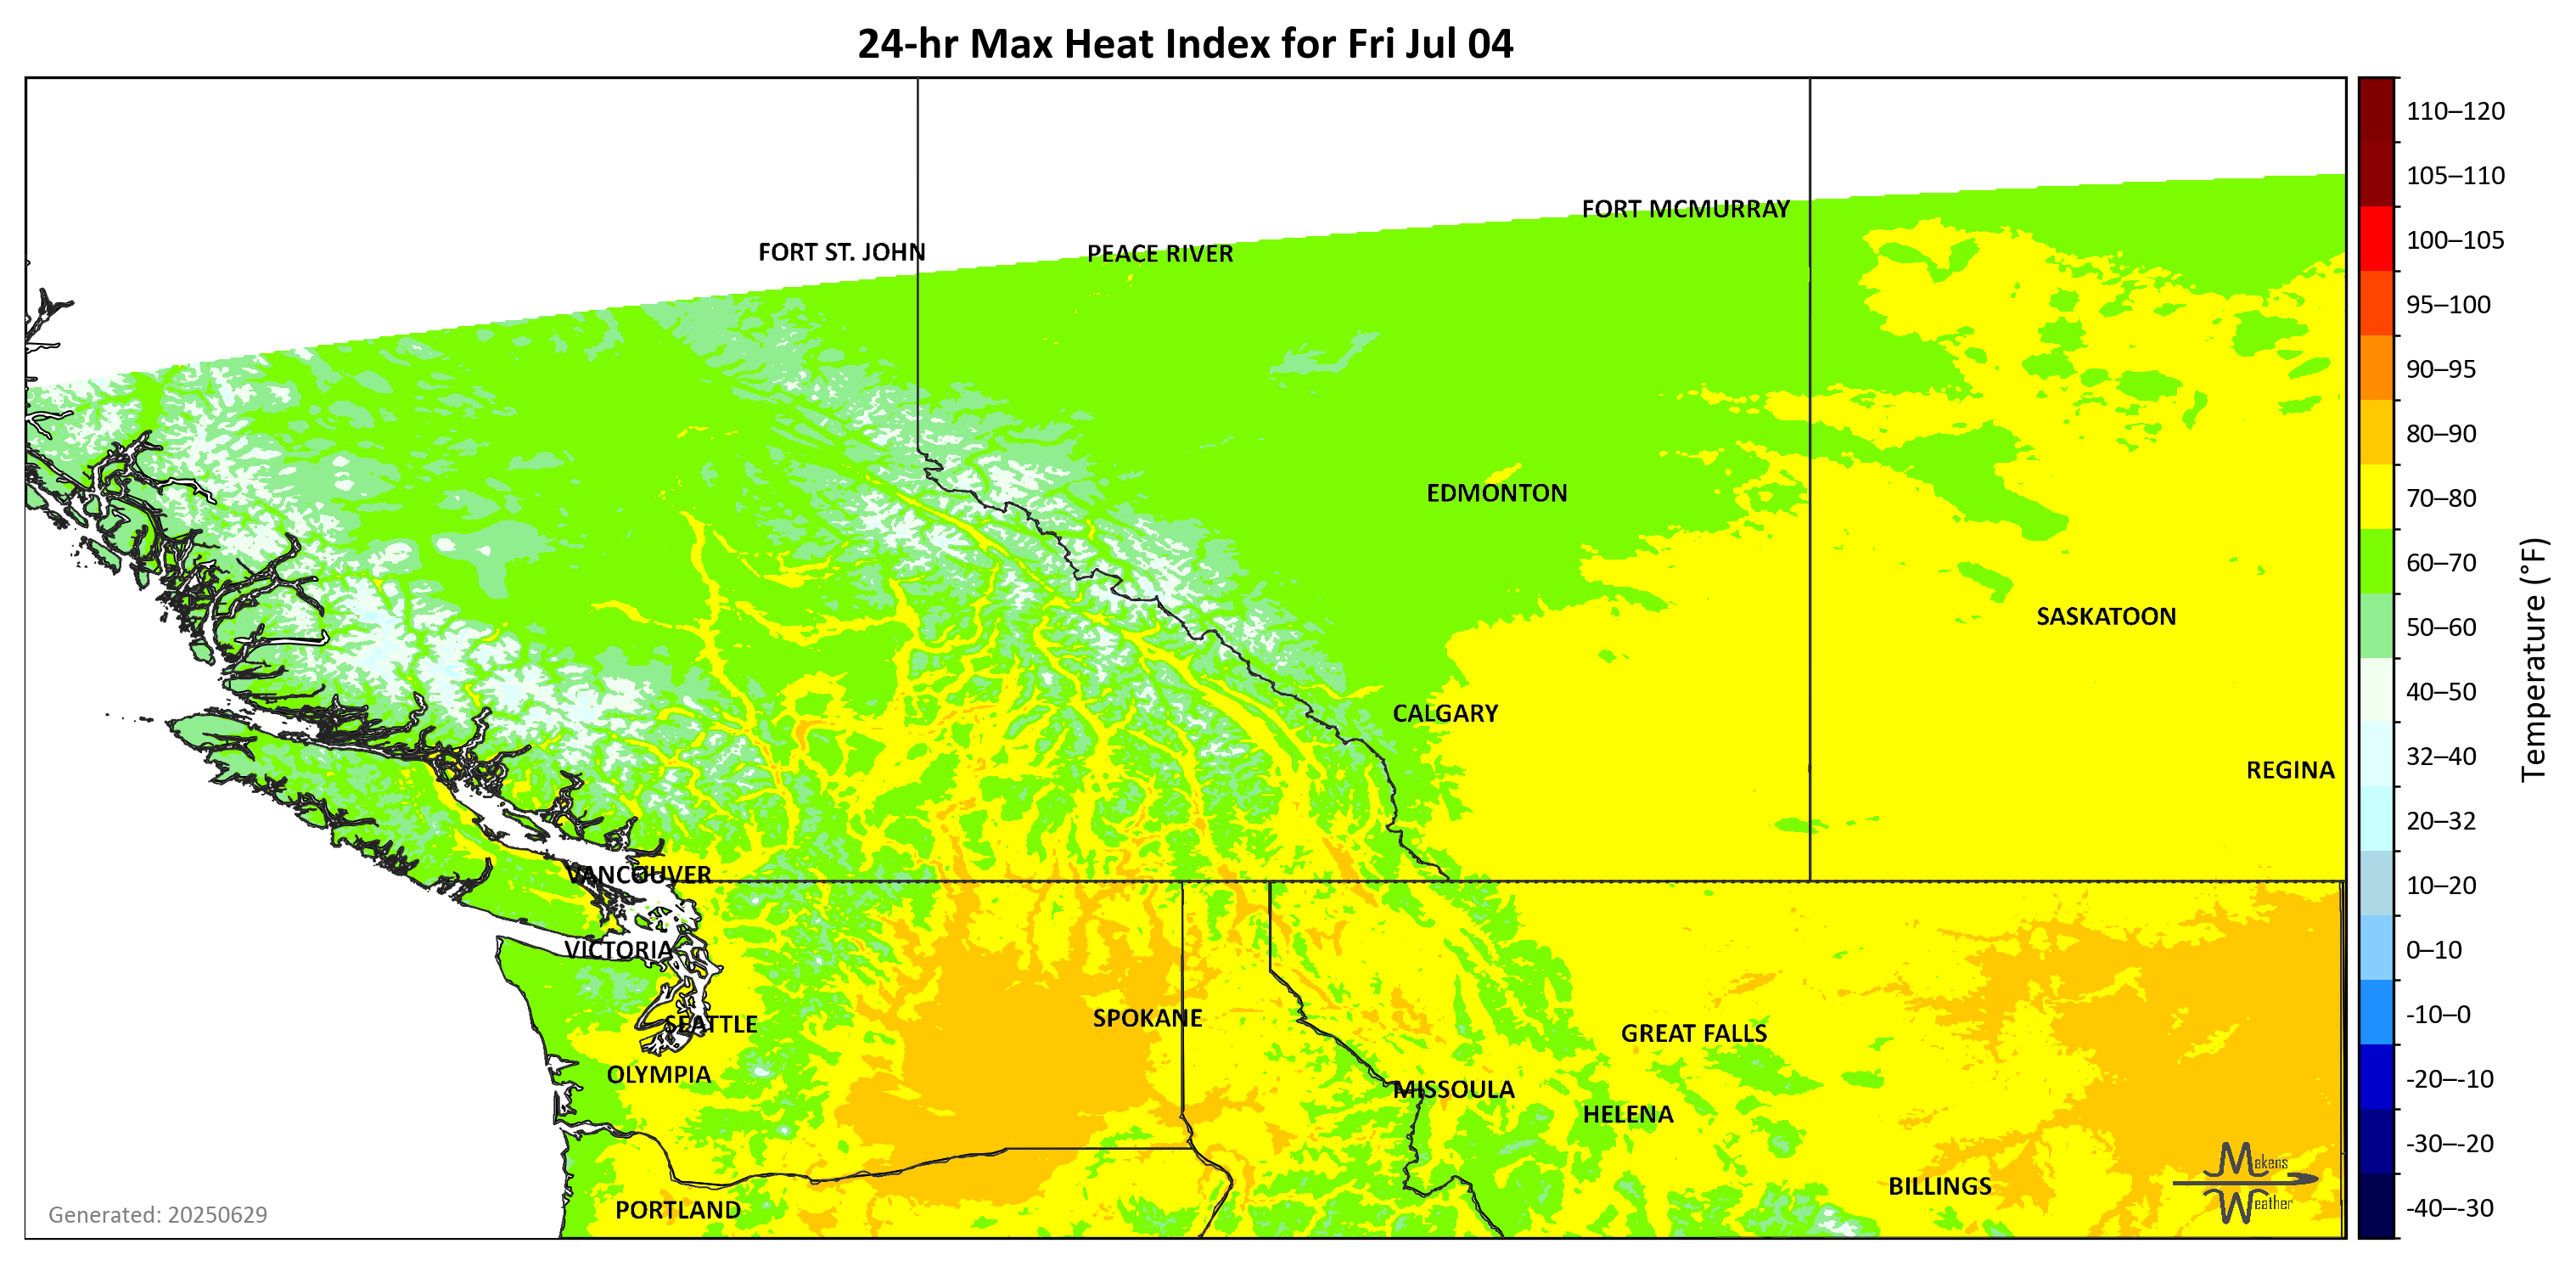 24-hr Max Heat Index for Fri Jul 04
FORT MCMURRAY
FORT ST. JOHN
PEACE RIVER
EDMONTON
SASKATOON
CALGARY
REGINA
VANCOUVER
VICTORIA
SPOKANE
SEATTLE
GREAT FALLS
OLYMPIA
MISSOULA
HELENA
BILLINGS
PORTLAND
Makens
Weather
Generated: 20250629
110–120
105–110
100–105
95–100
90–95
80–90
70–80
60–70
50–60
40–50
32–40
20–32
10–20
0–10
-10–0
-20–-10
-30–-20
-40–-30
Temperature (°F)